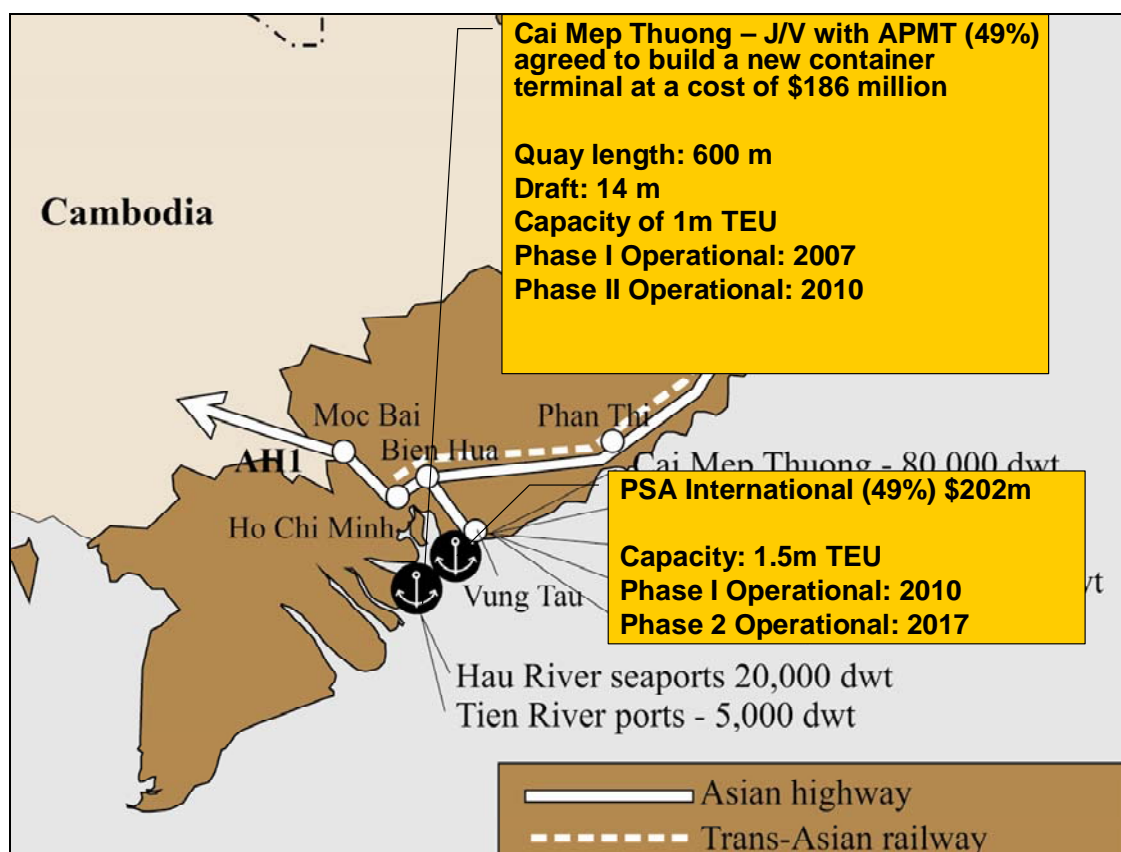 Cai Mep Thuong – J/V with APMT (49%)
agreed to build a new container
terminal at a cost of $186 million
Quay length: 600 m
Draft: 14 m
Capacity of 1m TEU
Phase I Operational: 2007
Phase II Operational: 2010
Cambodia
Moc Bai
Phan Thi
Bien Hua
AH1
Cai Mep Thuong - 80,000 dwt
Ho Chi Minh
PSA International (49%) $202m
Capacity: 1.5m TEU
Phase I Operational: 2010
Phase 2 Operational: 2017
Vung Tau
Hau River seaports 20,000 dwt
Tien River ports - 5,000 dwt
Asian highway
Trans-Asian railway